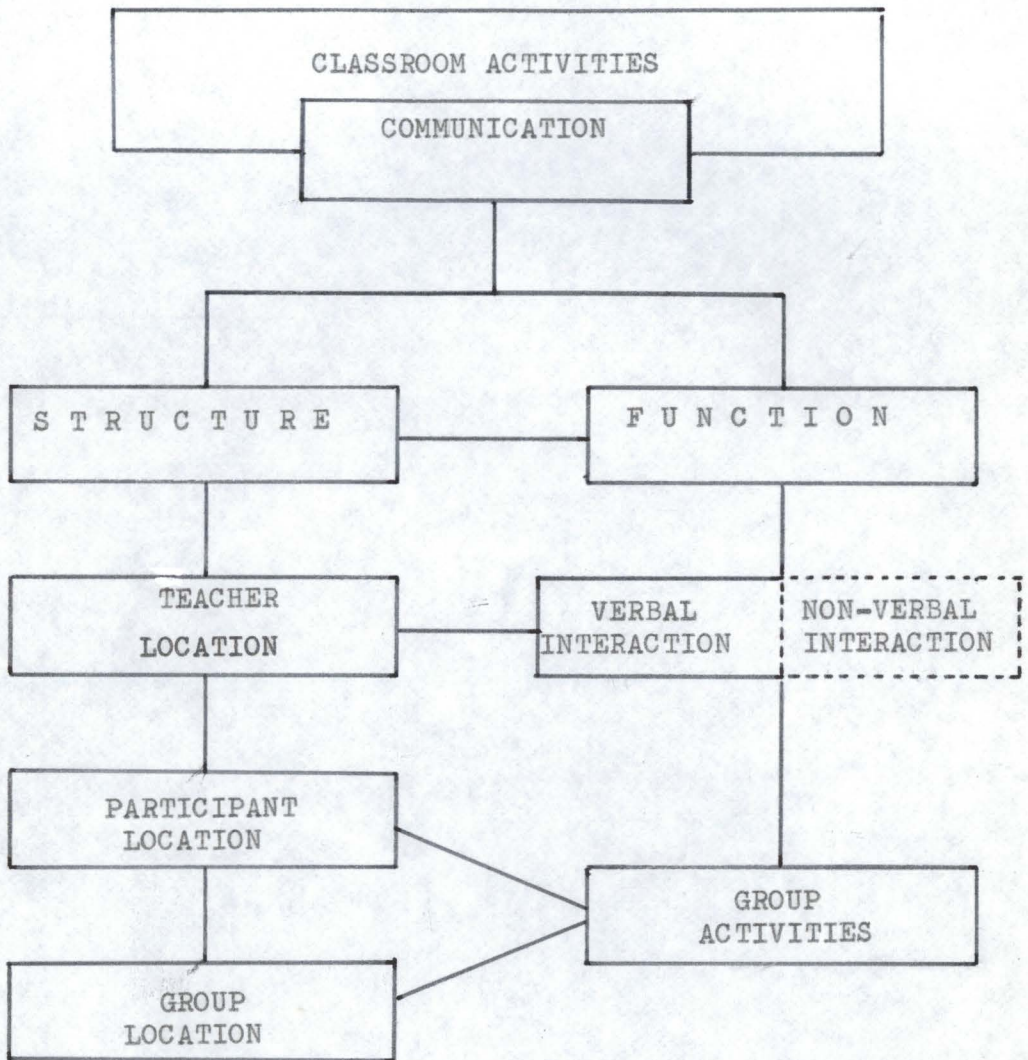 CLASSROOM ACTIVITIES
COMMUNICATION
S T R U C T U R E
F U N C T I O N
TEACHER
LOCATION
VERBAL
INTERACTION
NON-VERBAL
INTERACTION
PARTICIPANT
LOCATION
GROUP
ACTIVITIES
GROUP
LOCATION